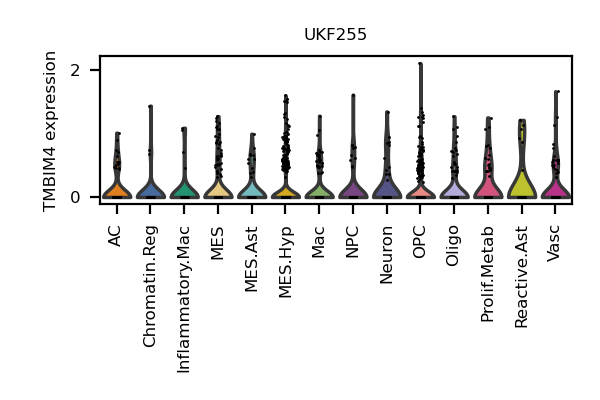 UKF255
TMBIM4 expression
2
0
AC
Chromatin.Reg
Inflammatory.Mac
MES
MES.Ast
MES.Hyp
Mac
NPC
Neuron
OPC
Oligo
Prolif.Metab
Reactive.Ast
Vasc